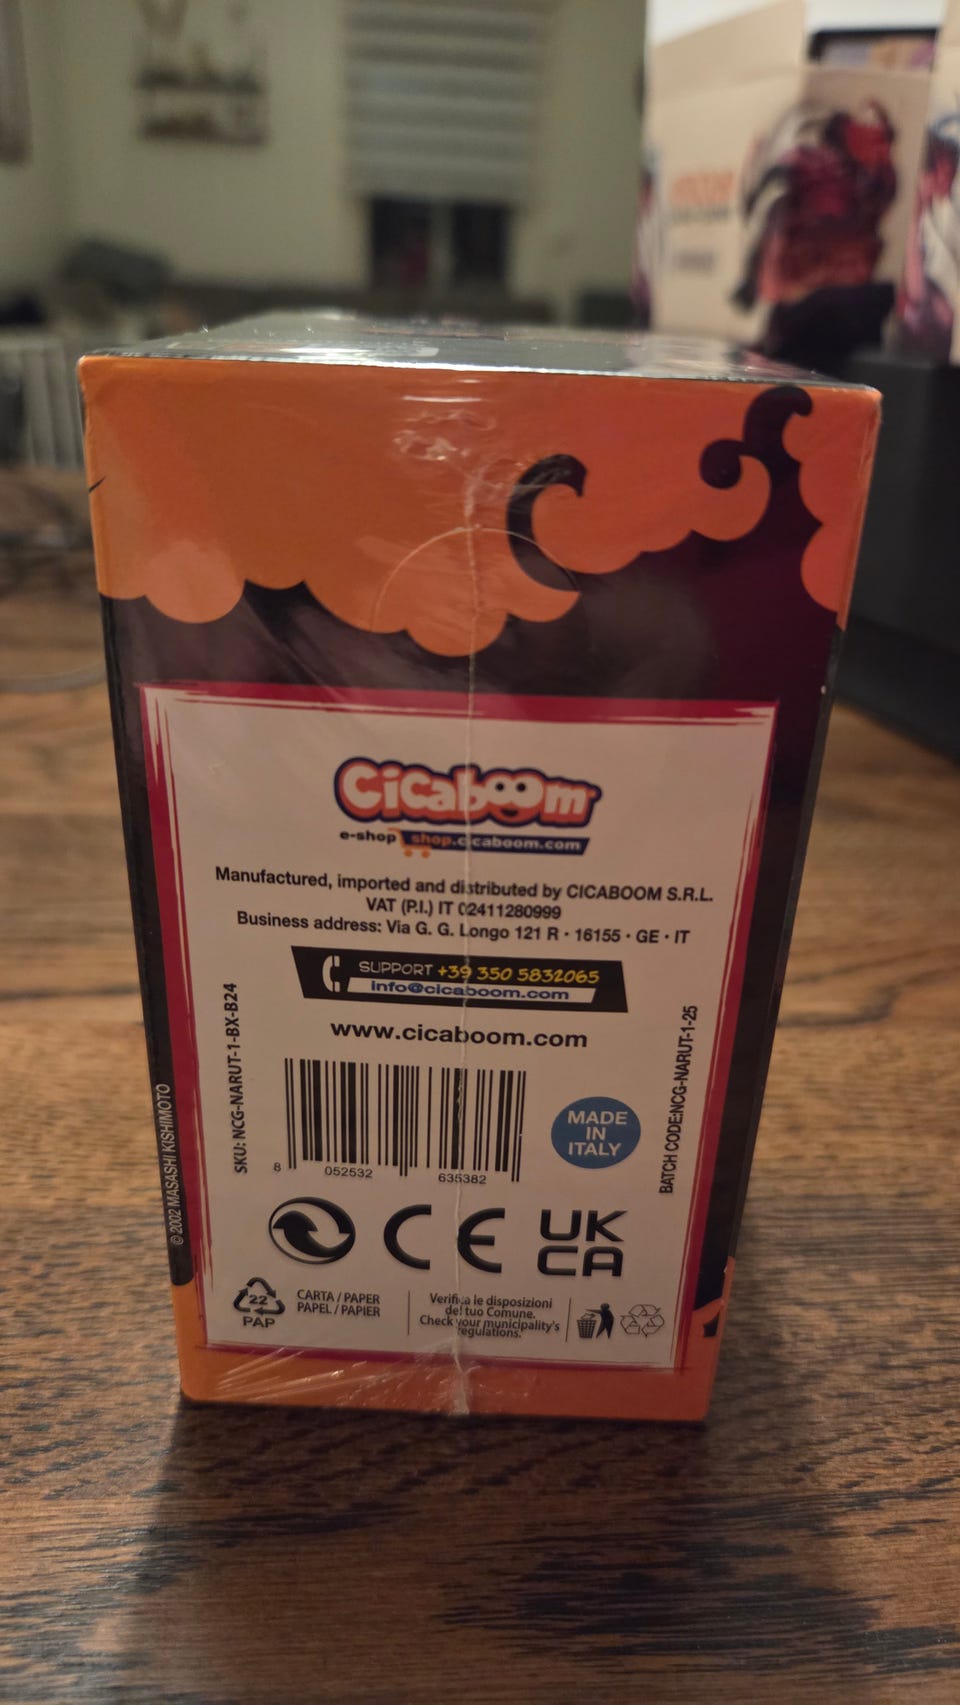 Cicaboom
e-shop shop.cicaboom.com
Manufactured, imported and distributed by CICABOOM S.R.L.
VAT (P.I.) IT 02411280999
Business address: Via G. G. Longo 121 R · 16155 · GE · IT
SUPPORT +39 350 5832065
info@cicaboom.com
www.cicaboom.com
SKU: NCG-NARUT-1-BX-B24
BATCH CODE:NCG-NARUT-1-25
© 2002 MASASHI KISHIMOTO
8 052532 635382
MADE
IN
ITALY
CE
UK
CA
22
PAP
CARTA / PAPER
PAPEL / PAPIER
Verifica le disposizioni
del tuo Comune.
Check your municipality's
regulations.